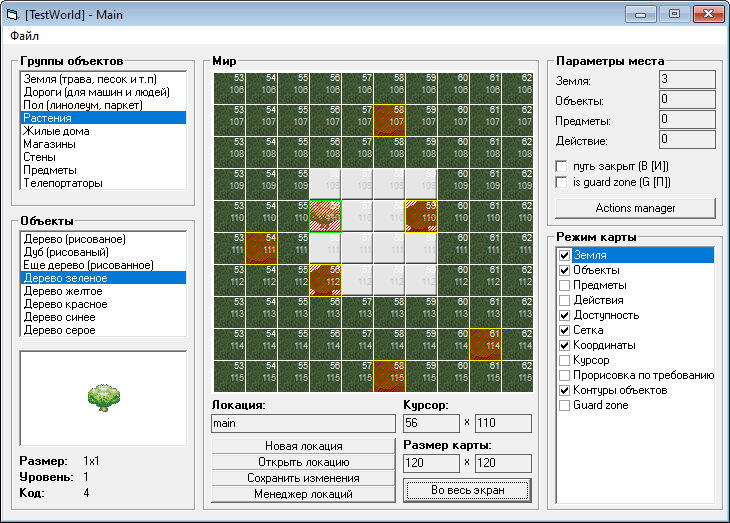 [TestWorld] - Main
Файл
Группы объектов
Земля (трава, песок и т.п)
Дороги (для машин и людей)
Пол (линолеум, паркет)
Растения
Жилые дома
Магазины
Стены
Предметы
Телепортаторы
Объекты
Дерево (рисованое)
Дуб (рисованый)
Еще дерево (рисованное)
Дерево зеленое
Дерево желтое
Дерево красное
Дерево синее
Дерево серое
Размер: 1x1
Уровень: 1
Код: 4
Мир
53 54 55 56 57 58 59 60 61 62
106 106 106 106 106 106 106 106 106 106
53 54 55 56 57 58 59 60 61 62
107 107 107 107 107 107 107 107 107 107
53 54 55 56 57 58 59 60 61 62
108 108 108 108 108 108 108 108 108 108
53 54 55 56 57 58 59 60 61 62
109 109 109 109 109 109 109 109 109 109
53 54 55 56 57 58 59 60 61 62
110 110 110 110 110 110 110 110 110 110
53 54 55 56 57 58 59 60 61 62
111 111 111 111 111 111 111 111 111 111
53 54 55 56 57 58 59 60 61 62
112 112 112 112 112 112 112 112 112 112
53 54 55 56 57 58 59 60 61 62
113 113 113 113 113 113 113 113 113 113
53 54 55 56 57 58 59 60 61 62
114 114 114 114 114 114 114 114 114 114
53 54 55 56 57 58 59 60 61 62
115 115 115 115 115 115 115 115 115 115
Локация:
main
Новая локация
Открыть локацию
Сохранить изменения
Менеджер локаций
Курсор:
56 x 110
Размер карты:
120 x 120
Во весь экран
Параметры места
Земля: 3
Объекты: 0
Предметы: 0
Действие: 0
путь закрыт (B [И])
is guard zone (G [П])
Actions manager
Режим карты
Земля
Объекты
Предметы
Действия
Доступность
Сетка
Координаты
Курсор
Прорисовка по требованию
Контуры объектов
Guard zone